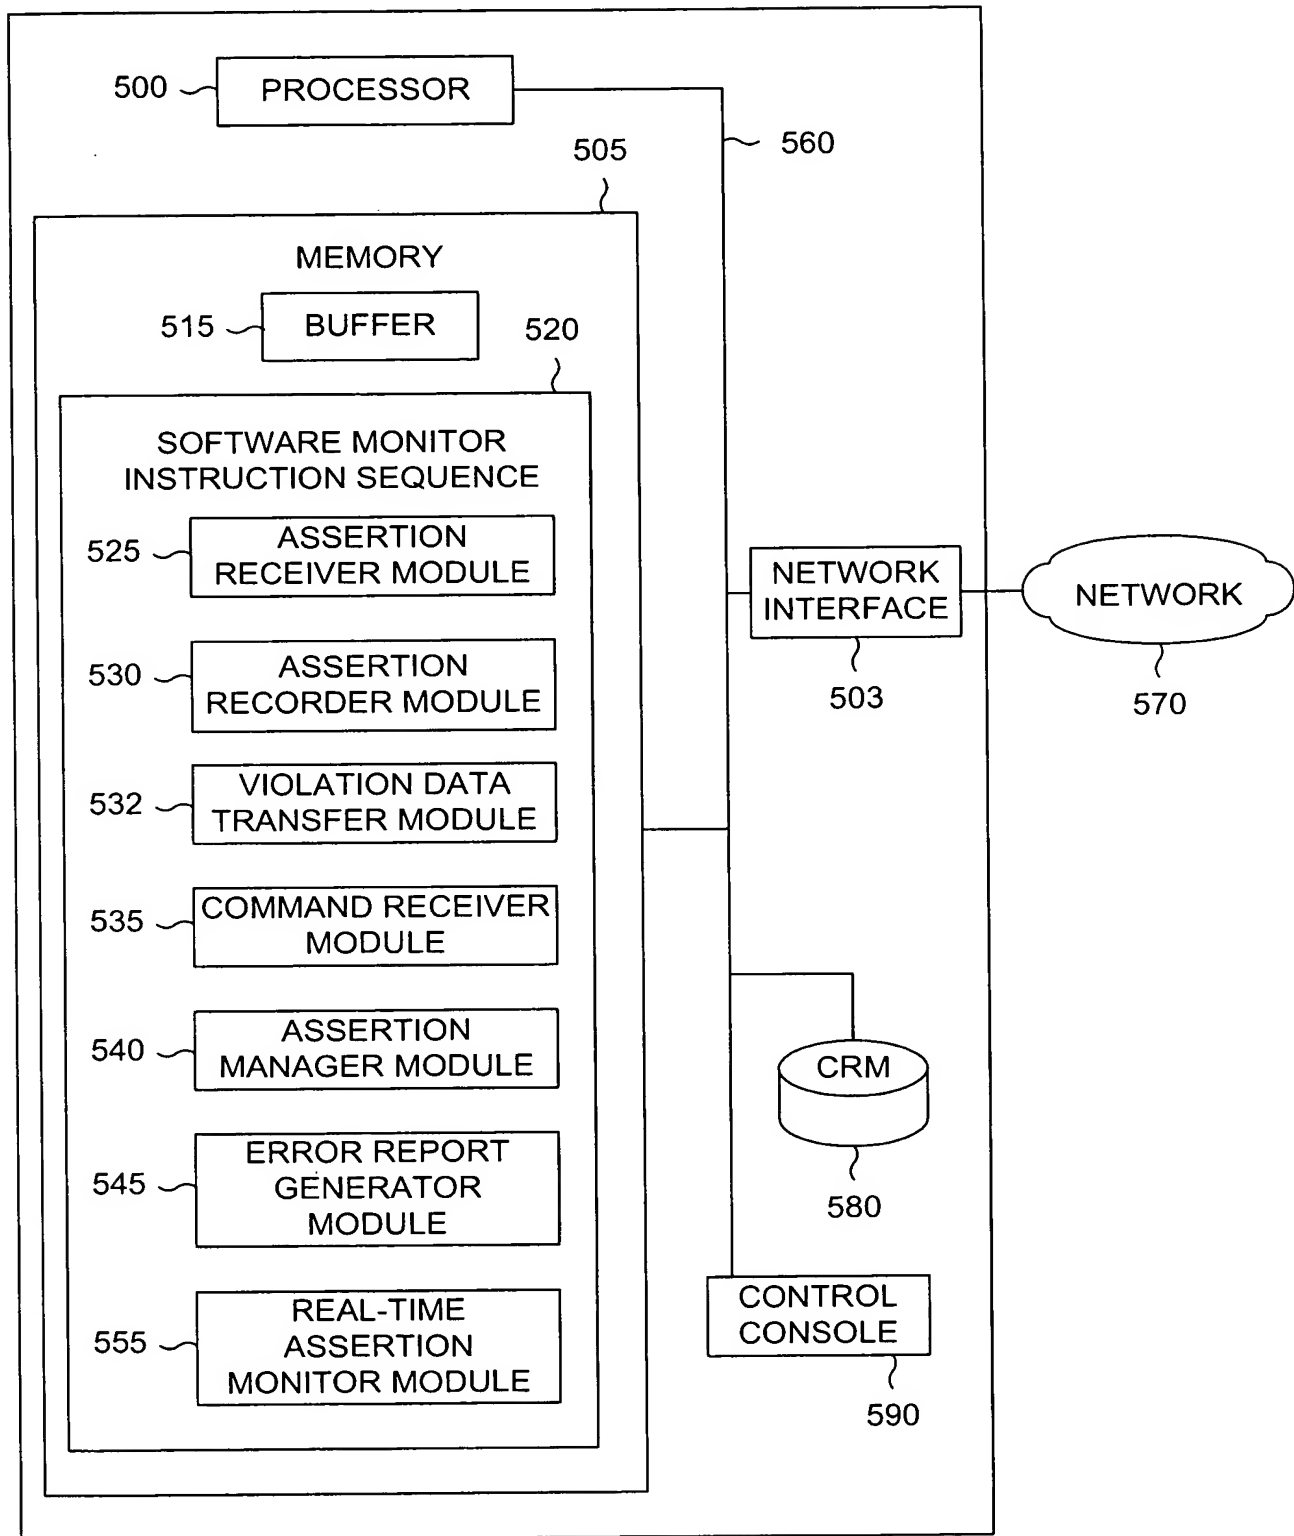 500
PROCESSOR
560
505
MEMORY
515
BUFFER
520
SOFTWARE MONITOR
INSTRUCTION SEQUENCE
525
ASSERTION
RECEIVER MODULE
530
ASSERTION
RECORDER MODULE
532
VIOLATION DATA
TRANSFER MODULE
535
COMMAND RECEIVER
MODULE
540
ASSERTION
MANAGER MODULE
545
ERROR REPORT
GENERATOR
MODULE
555
REAL-TIME
ASSERTION
MONITOR MODULE
NETWORK
INTERFACE
503
NETWORK
570
CRM
580
CONTROL
CONSOLE
590